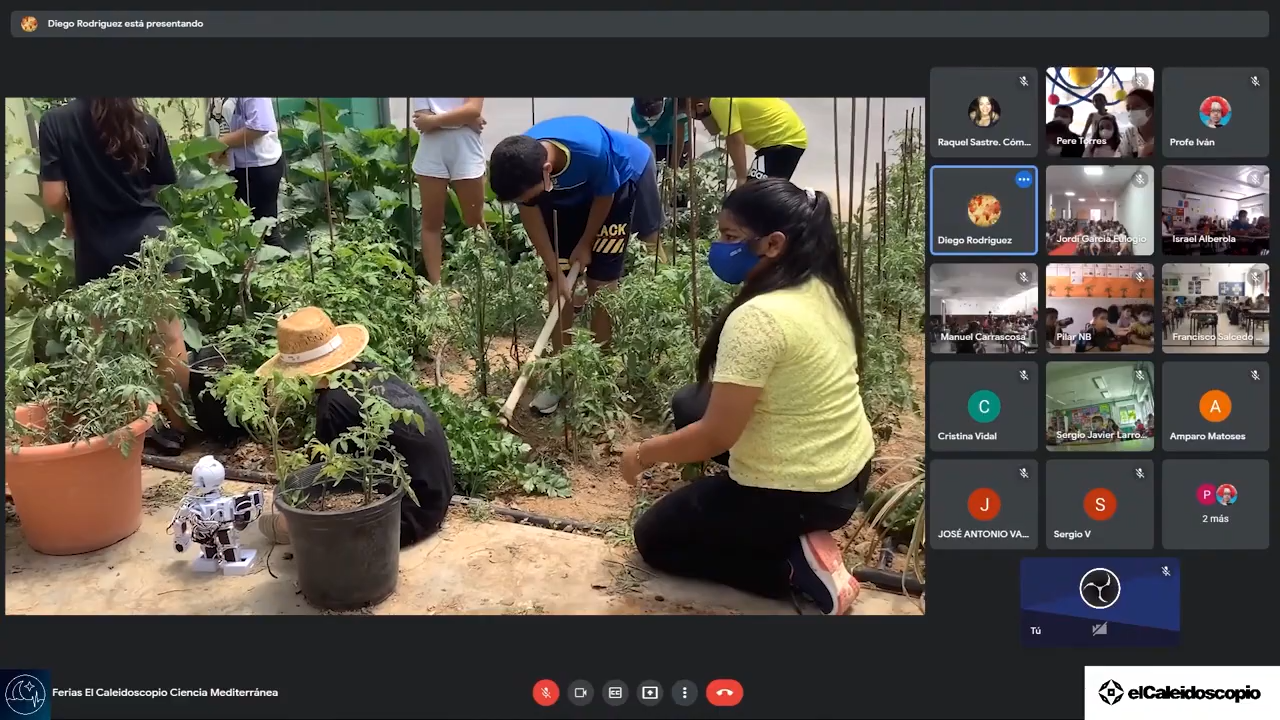 Diego Rodriguez está presentando
Raquel Sastre. Cóm...
Pere Torres
Profe Iván
Diego Rodriguez
Jordi Garcia Eulogio
Israel Alberola
Manuel Carrascosa
Pilar NB
Francisco Salcedo
C
Cristina Vidal
Sergio Javier Larro...
A
Amparo Matoses
J
JOSÉ ANTONIO VA...
S
Sergio V
P
2 más
Tú
ACK
Ferias El Caleidoscopio Ciencia Mediterránea
elCaleidoscopio